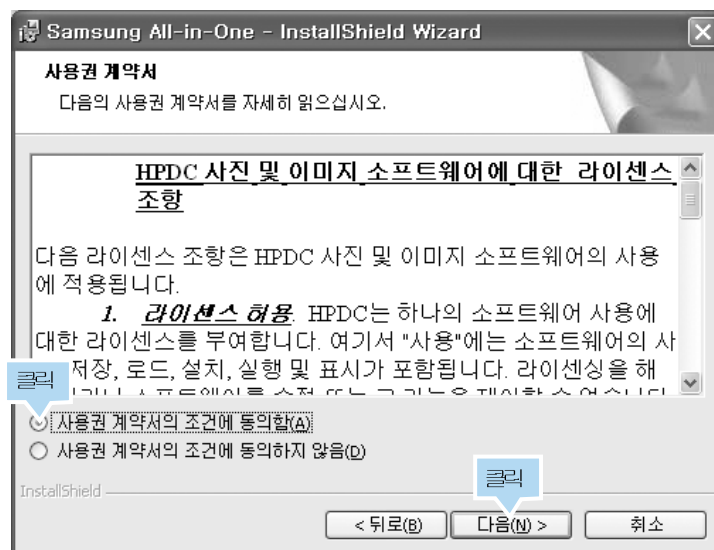 Samsung All-in-One - InstallShield Wizard
사용권 계약서
다음의 사용권 계약서를 자세히 읽으십시오.
HPDC 사진 및 이미지 소프트웨어에 대한 라이센스
조항
다음 라이센스 조항은 HPDC 사진 및 이미지 소프트웨어의 사용
에 적용됩니다.
1. 라이센스 허용. HPDC는 하나의 소프트웨어 사용에
대한 라이센스를 부여합니다. 여기서 "사용"에는 소프트웨어의 사
저장, 로드, 설치, 실행 및 표시가 포함됩니다. 라이센싱을 해
클릭
사용권 계약서의 조건에 동의함(A)
사용권 계약서의 조건에 동의하지 않음(D)
클릭
InstallShield
< 뒤로(B) 다음(N) > 취소